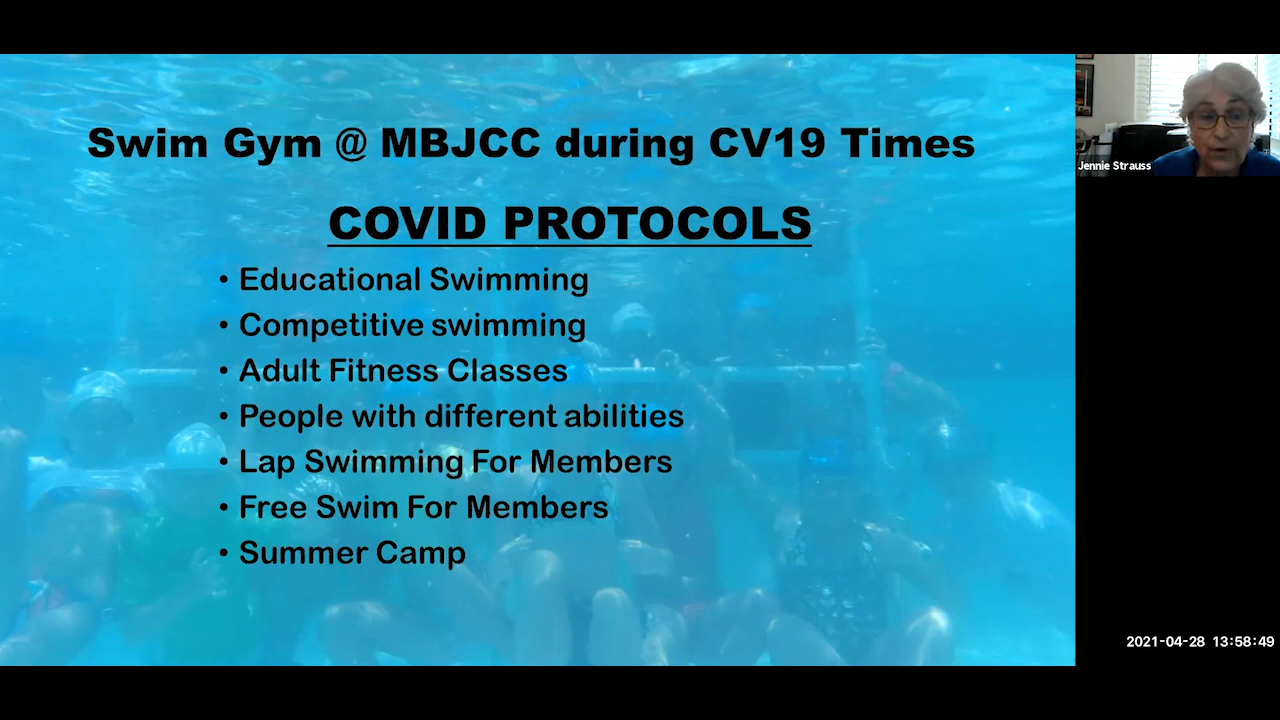 Swim Gym @ MBJCC during CV19 Times
COVID PROTOCOLS
• Educational Swimming
• Competitive swimming
• Adult Fitness Classes
• People with different abilities
• Lap Swimming For Members
• Free Swim For Members
• Summer Camp
Jennie Strauss
2021-04-28 13:58:49